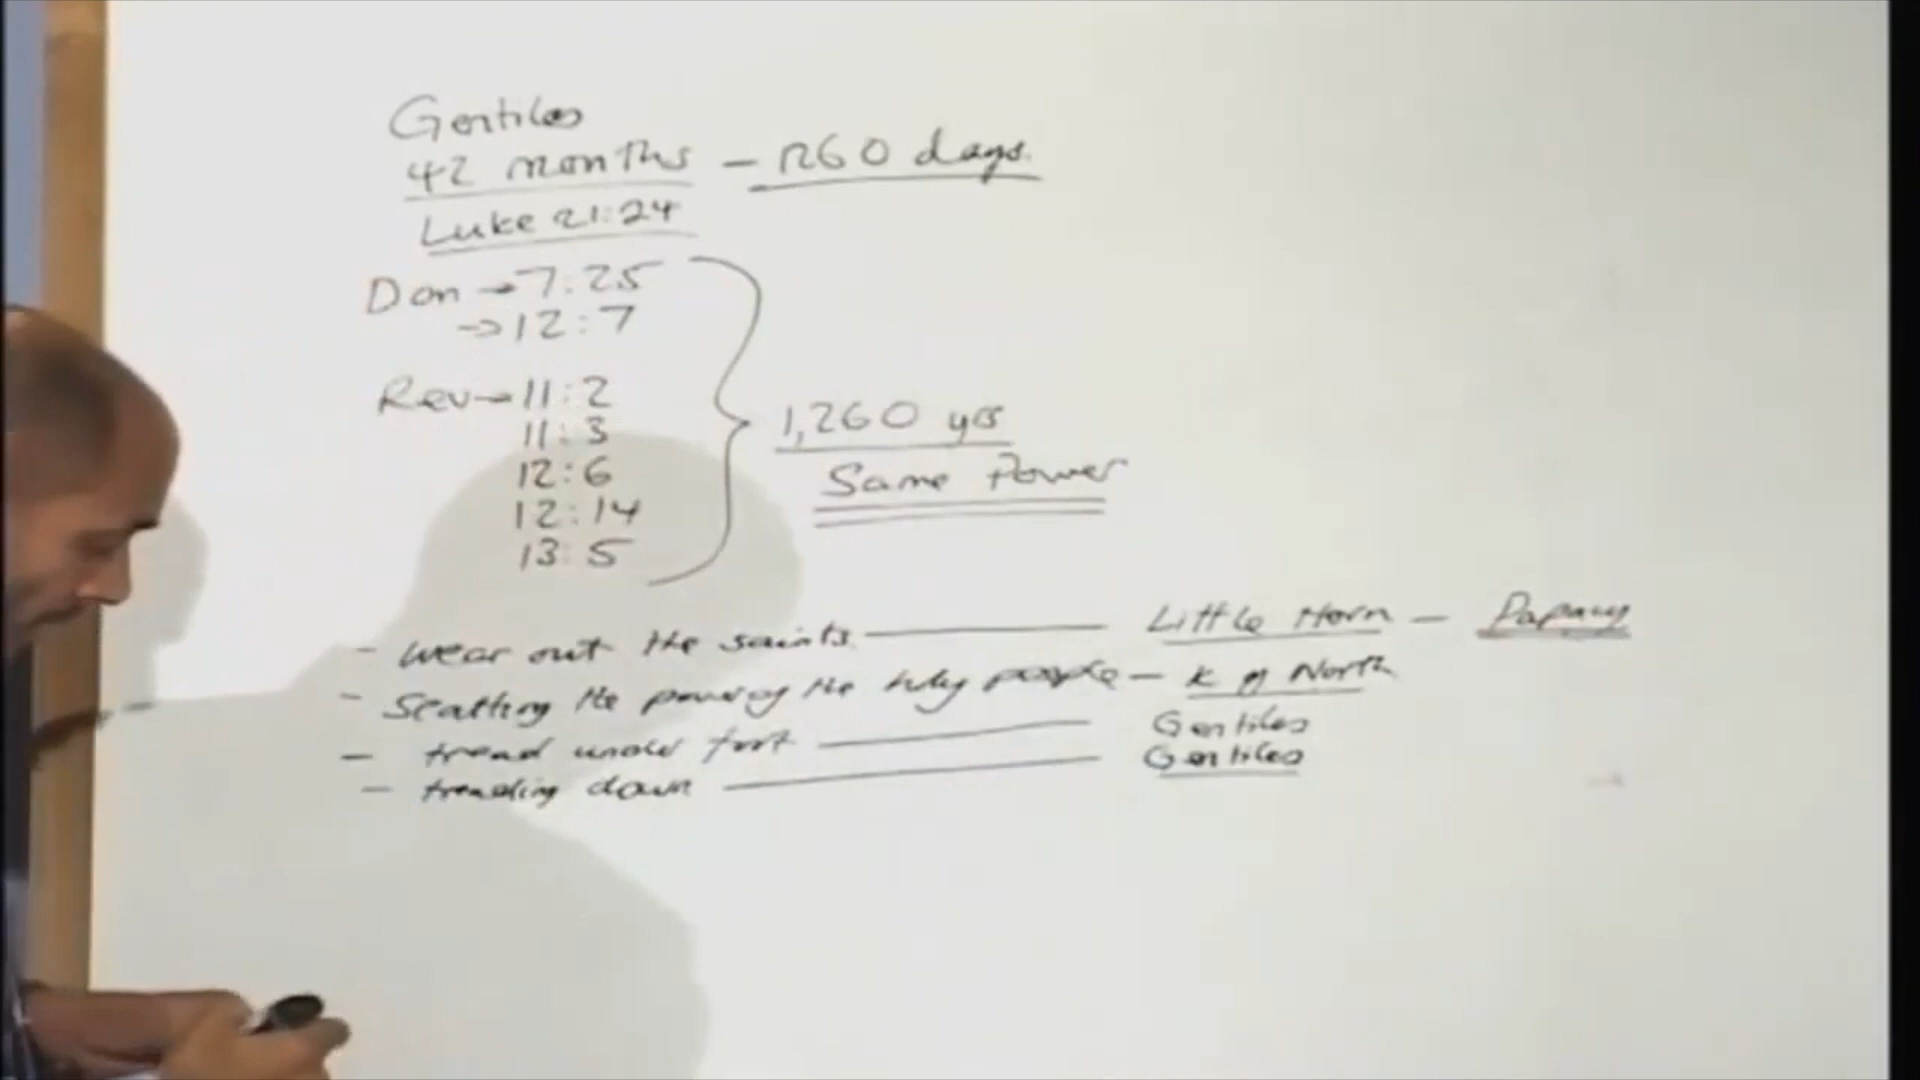 Gentiles
42 months – 1260 days.
Luke 21:24
Dan → 7:25
→ 12:7
Rev → 11:2
11:3
12:6
12:14
13:5
1,260 yrs
Same Power
- wear out the saints — Little Horn – Papacy
- Scattring the power of the holy people – K of North
- tread under foot — Gentiles
- treading down — Gentiles